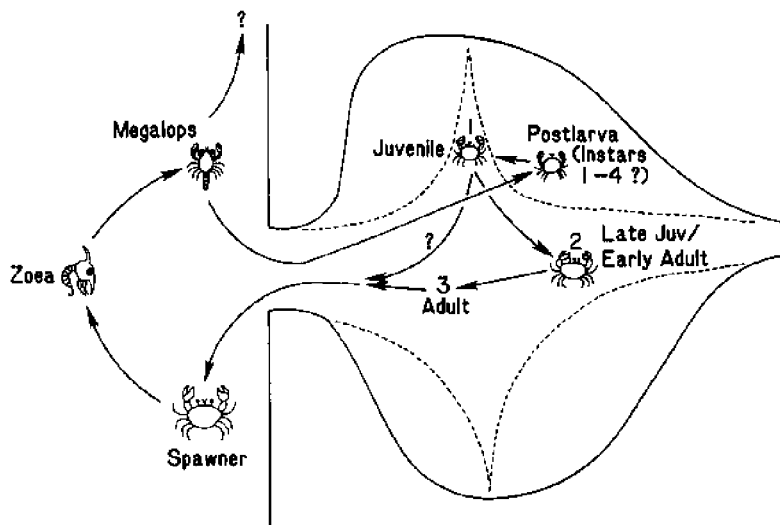 ?
Megalops
1
Juvenile
Postlarva
(Instars
1-4 ?)
Zoea
?
2
Late Juv/
Early Adult
3
Adult
Spawner